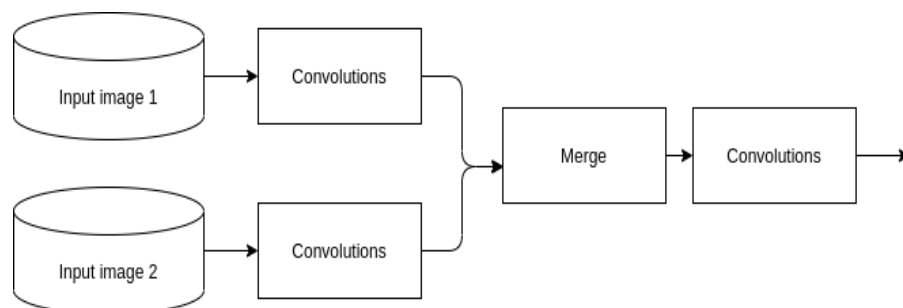 Input image 1
Convolutions
Merge
Convolutions
Input image 2
Convolutions